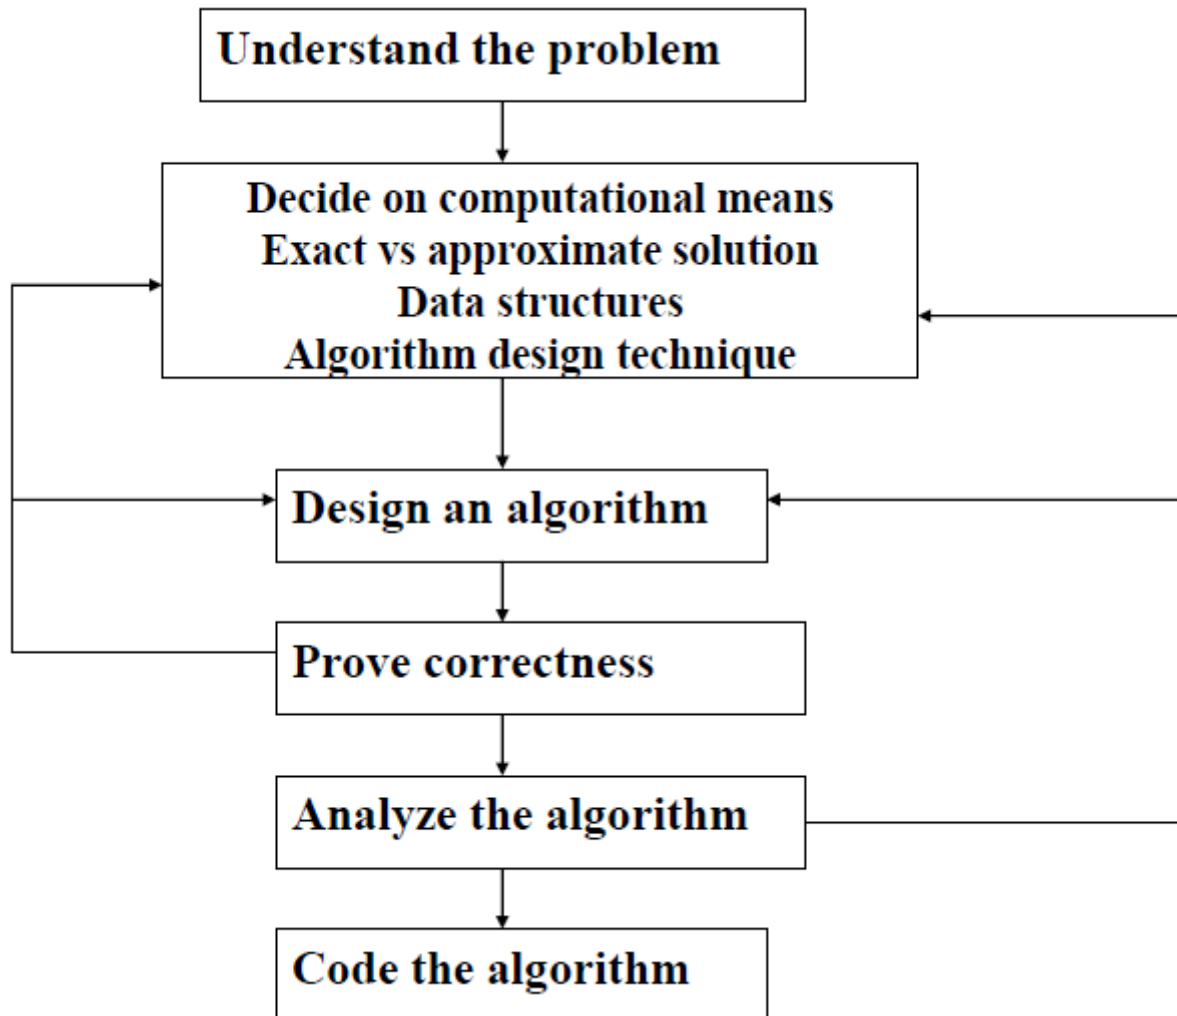 Understand the problem
Decide on computational means
Exact vs approximate solution
Data structures
Algorithm design technique
Design an algorithm
Prove correctness
Analyze the algorithm
Code the algorithm